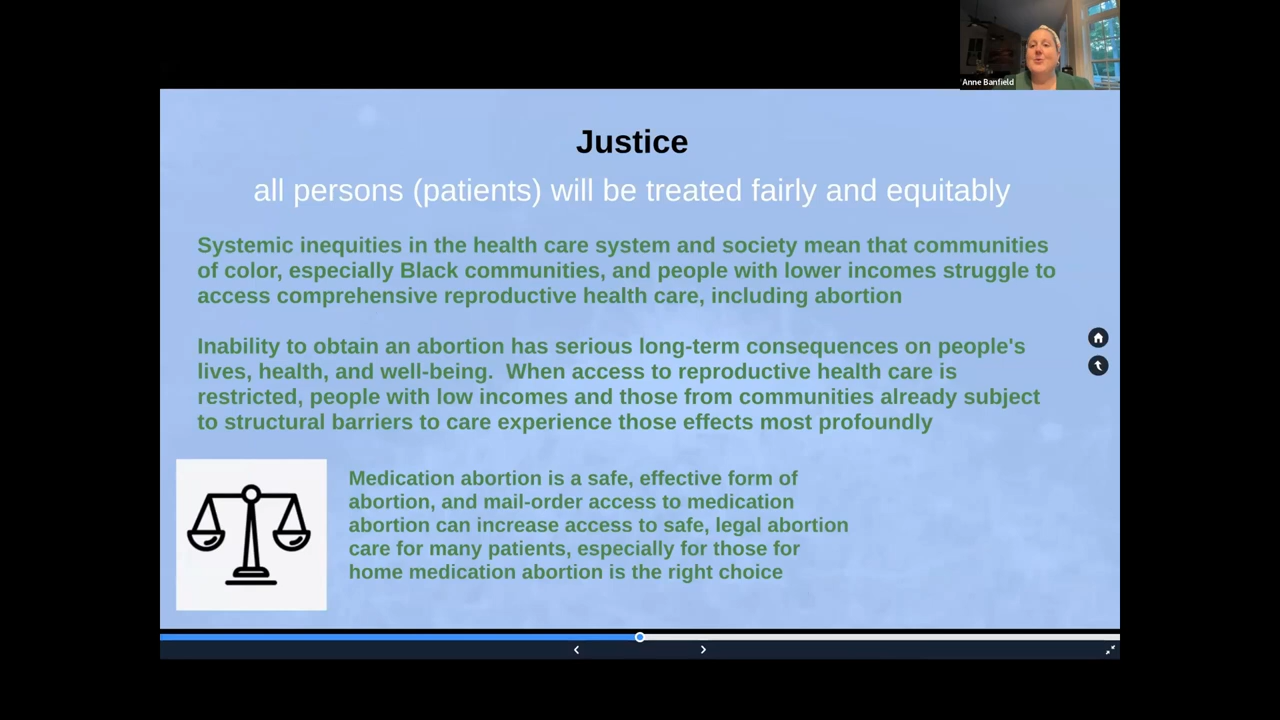 Anne Banfield
Justice
all persons (patients) will be treated fairly and equitably
Systemic inequities in the health care system and society mean that communities
of color, especially Black communities, and people with lower incomes struggle to
access comprehensive reproductive health care, including abortion
Inability to obtain an abortion has serious long-term consequences on people's
lives, health, and well-being.  When access to reproductive health care is
restricted, people with low incomes and those from communities already subject
to structural barriers to care experience those effects most profoundly
Medication abortion is a safe, effective form of
abortion, and mail-order access to medication
abortion can increase access to safe, legal abortion
care for many patients, especially for those for
home medication abortion is the right choice